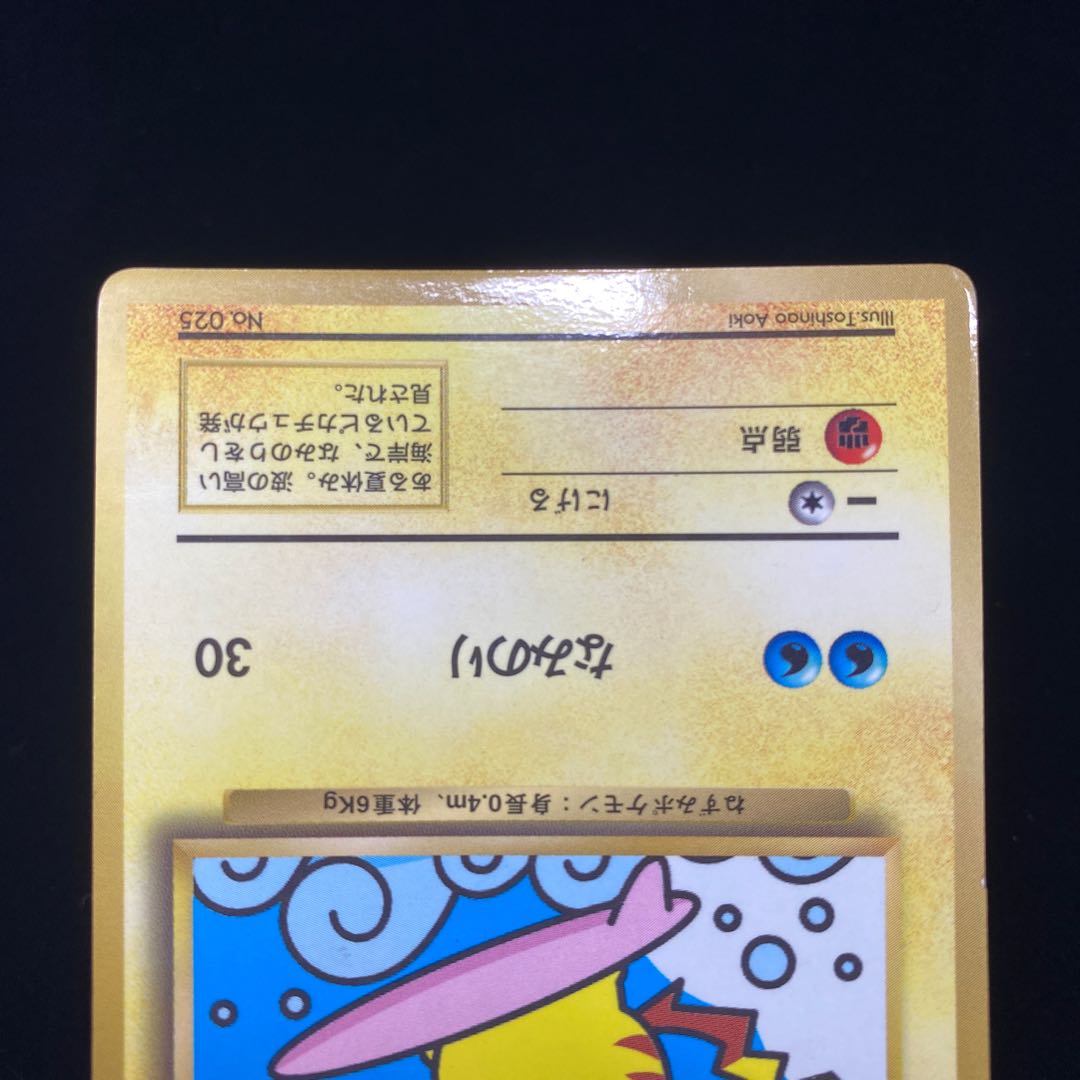 ねずみポケモン：身長0.4m、体重6Kg
なみのり 30
にげる
弱点
ある夏休み。波の高い
海岸で、なみのりをし
ているピカチュウが発
見された。
Illus.Toshinao Aoki
No.025